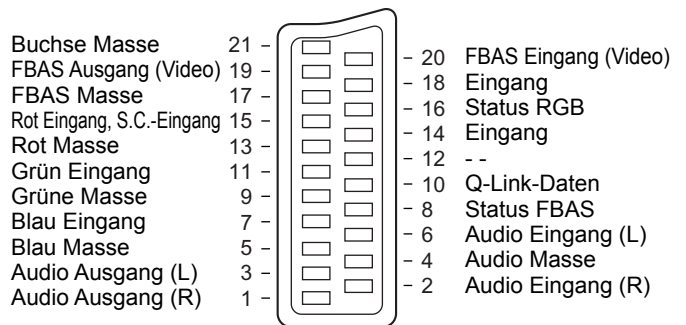 Buchse Masse 21
FBAS Ausgang (Video) 19
FBAS Masse 17
Rot Eingang, S.C.-Eingang 15
Rot Masse 13
Grün Eingang 11
Grüne Masse 9
Blau Eingang 7
Blau Masse 5
Audio Ausgang (L) 3
Audio Ausgang (R) 1
20 FBAS Eingang (Video)
18 Eingang
16 Status RGB
14 Eingang
12 - -
10 Q-Link-Daten
8 Status FBAS
6 Audio Eingang (L)
4 Audio Masse
2 Audio Eingang (R)